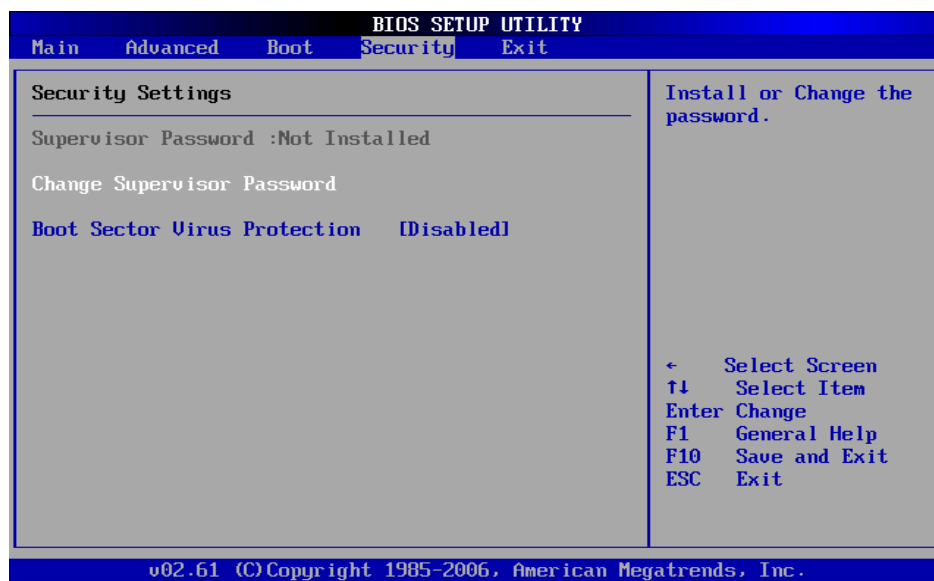 BIOS SETUP UTILITY
Main Advanced Boot Security Exit
Security Settings
Supervisor Password :Not Installed
Change Supervisor Password
Boot Sector Virus Protection [Disabled]
Install or Change the
password.
← Select Screen
↑↓ Select Item
Enter Change
F1 General Help
F10 Save and Exit
ESC Exit
v02.61 (C)Copyright 1985-2006, American Megatrends, Inc.